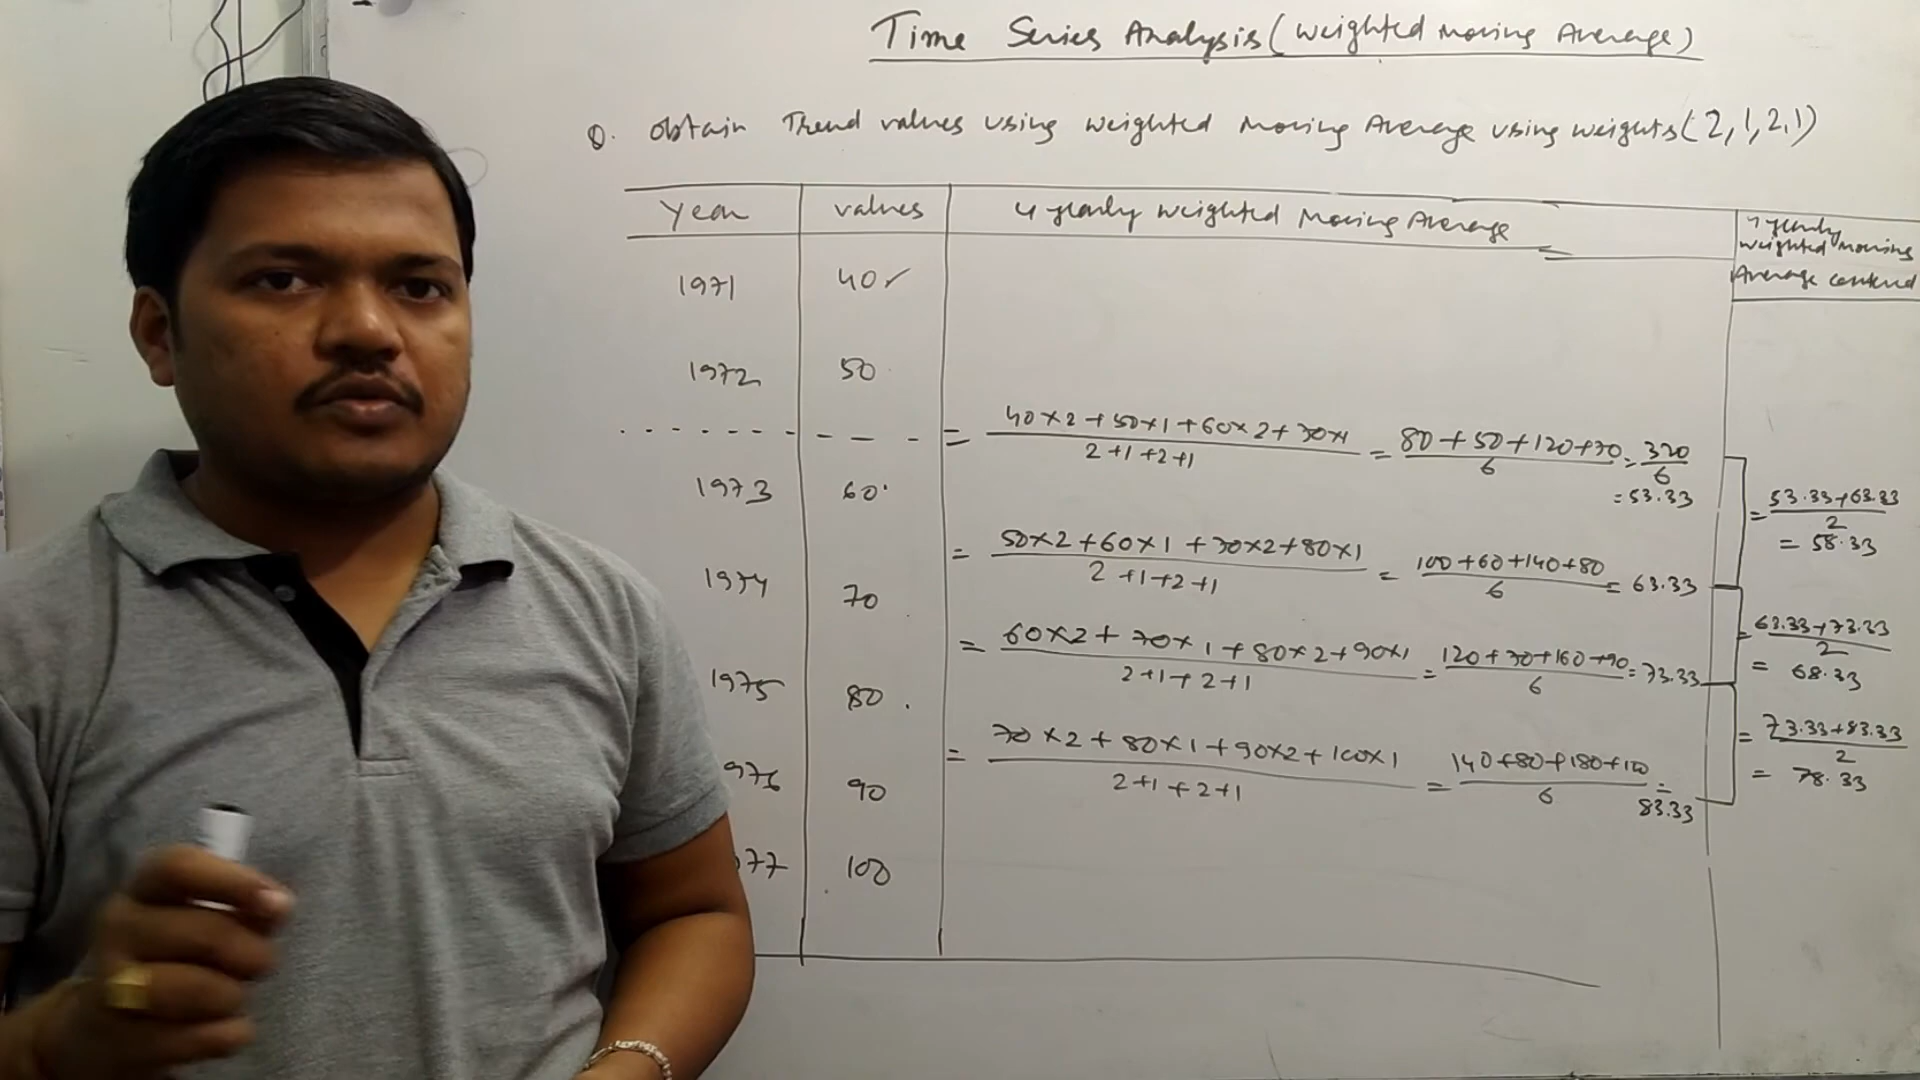 Time Series Analysis (Weighted Moving Average)
Q. Obtain Trend values using Weighted Moving Average using weights (2,1,2,1)
Year values 4 yearly Weighted Moving Average
4 yearly
Weighted Moving
Average centered
1971 40 ✓
1972 50
= 40×2+50×1+60×2+70×1 / 2+1+2+1 = 80+50+120+70 / 6 = 320 / 6
= 53.33
1973 60
= 53.33+63.33 / 2
= 58.33
= 50×2+60×1+70×2+80×1 / 2+1+2+1 = 100+60+140+80 / 6 = 63.33
1974 70
= 63.33+73.33 / 2
= 68.33
= 60×2+70×1+80×2+90×1 / 2+1+2+1 = 120+70+160+90 / 6 = 73.33
1975 80
= 73.33+83.33 / 2
= 78.33
= 70×2+80×1+90×2+100×1 / 2+1+2+1 = 140+80+180+100 / 6 =
83.33
976 90
77 100